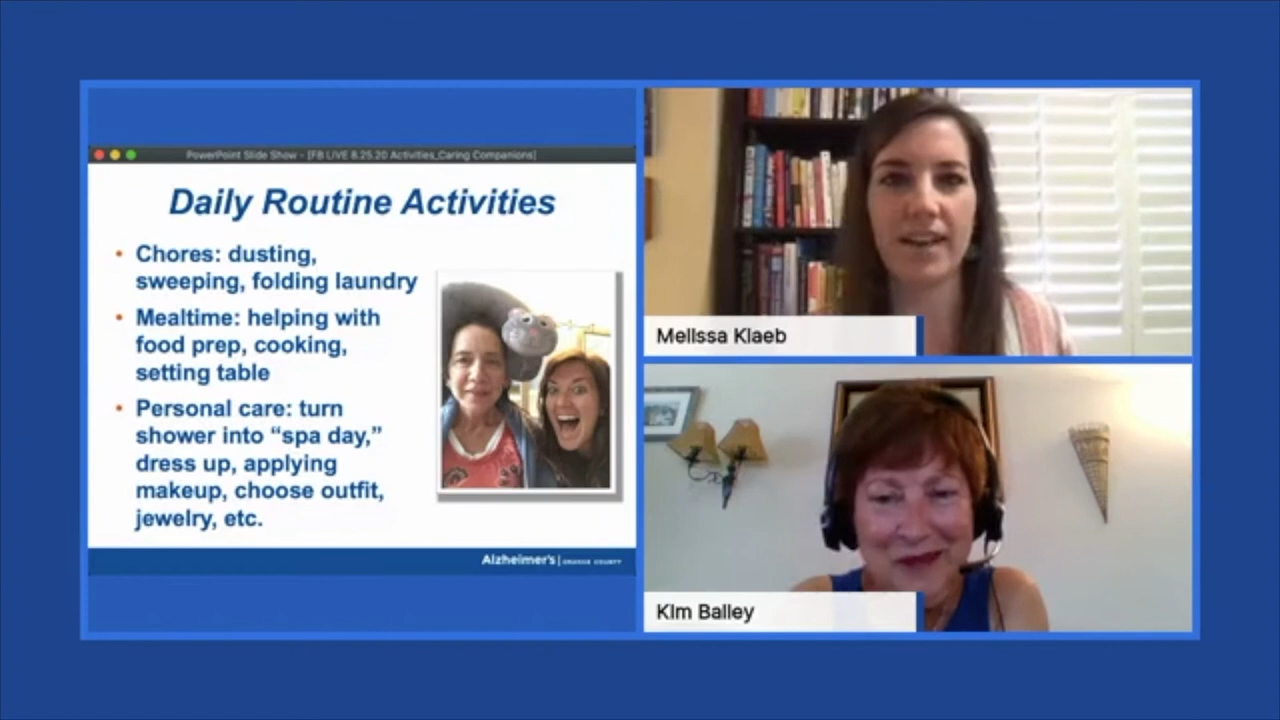 PowerPoint Slide Show - [FB LIVE 8.25.20 Activities_Caring Companions]
Daily Routine Activities
• Chores: dusting,
sweeping, folding laundry
• Mealtime: helping with
food prep, cooking,
setting table
• Personal care: turn
shower into “spa day,”
dress up, applying
makeup, choose outfit,
jewelry, etc.
Alzheimer's | ORANGE COUNTY
Melissa Klaeb
Kim Bailey